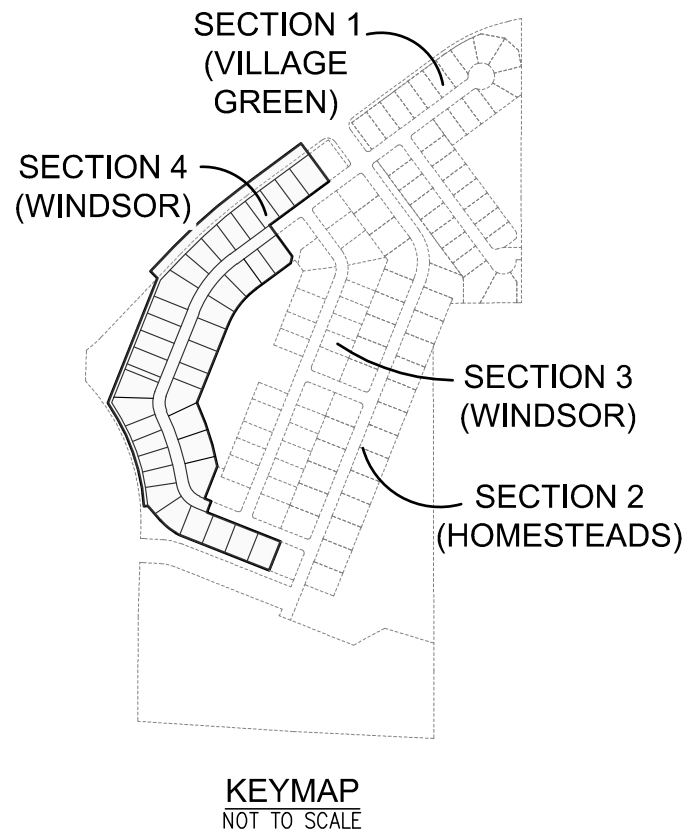 SECTION 1
(VILLAGE
GREEN)
SECTION 4
(WINDSOR)
SECTION 3
(WINDSOR)
SECTION 2
(HOMESTEADS)
KEYMAP
NOT TO SCALE